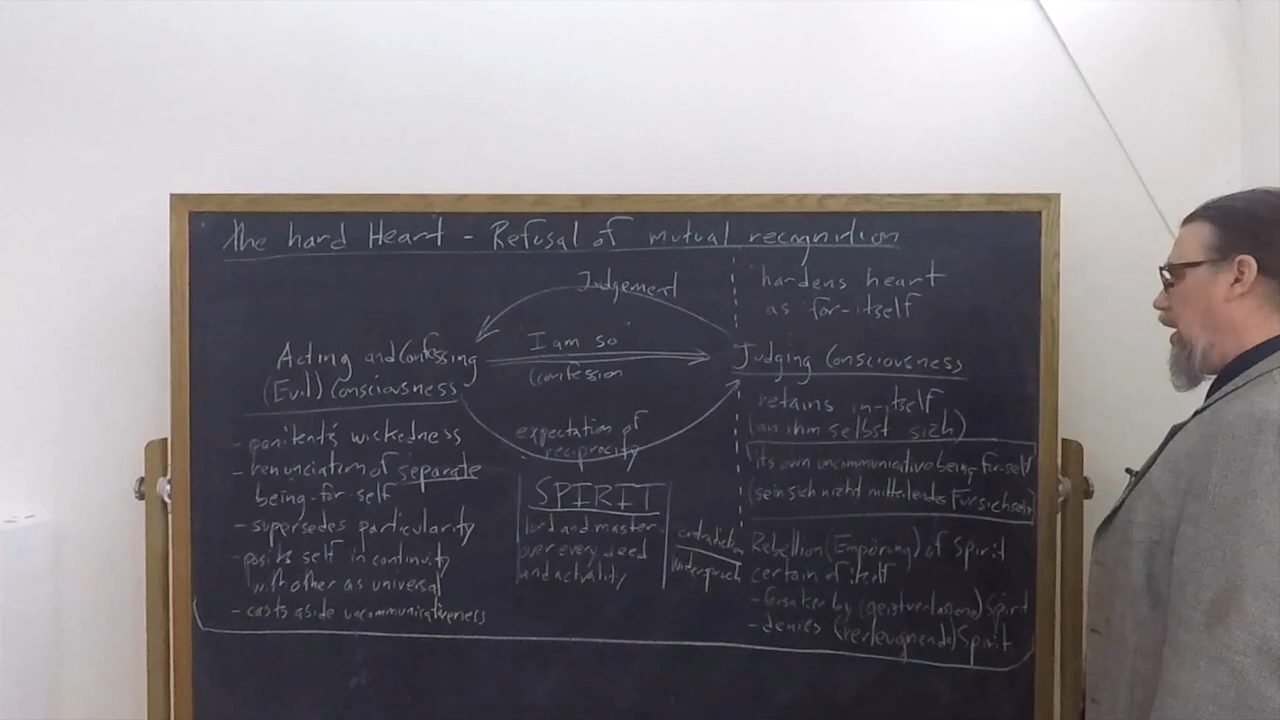 The hard Heart - Refusal of mutual recognition
Judgement
"I am so"
(confession
expectation of
reciprocity
Acting and Confessing
(Evil) Consciousness
- penitent's wickedness
- renunciation of separate
being-for-self
- supersedes particularity
- posits self in continuity
w/ other as universal
- casts aside uncommunicativeness
SPIRIT
lord and master
over every deed
and actuality
contradiction
Widerspruch
hardens heart
as for-itself
Judging Consciousness
retains in-itself
(an ihm selbst sich)
its own uncommunicative being-for-self
(sein sich nicht mitteilendes Fürsichsein)
Rebellion (Empörung) of Spirit
certain of itself
- forsaken by (geistverlassene) Spirit
- denies (verleugnende) Spirit